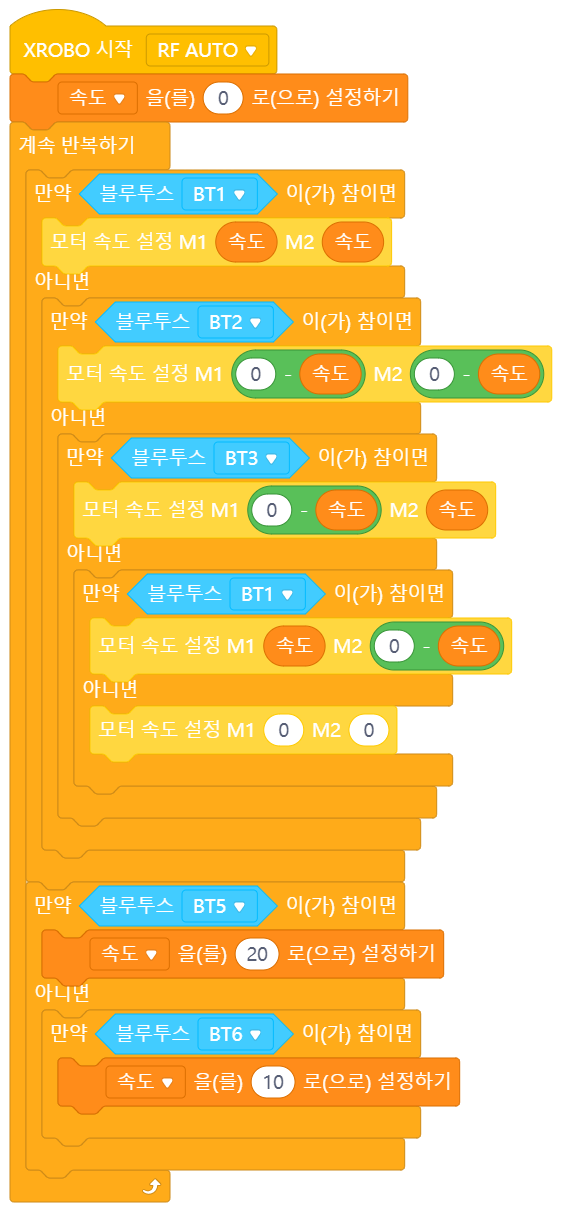 XROBO 시작 RF AUTO
속도 을(를) 0 로(으로) 설정하기
계속 반복하기
만약 블루투스 BT1 이(가) 참이면
모터 속도 설정 M1 속도 M2 속도
아니면
만약 블루투스 BT2 이(가) 참이면
모터 속도 설정 M1 0 - 속도 M2 0 - 속도
아니면
만약 블루투스 BT3 이(가) 참이면
모터 속도 설정 M1 0 - 속도 M2 속도
아니면
만약 블루투스 BT1 이(가) 참이면
모터 속도 설정 M1 속도 M2 0 - 속도
아니면
모터 속도 설정 M1 0 M2 0
만약 블루투스 BT5 이(가) 참이면
속도 을(를) 20 로(으로) 설정하기
아니면
만약 블루투스 BT6 이(가) 참이면
속도 을(를) 10 로(으로) 설정하기